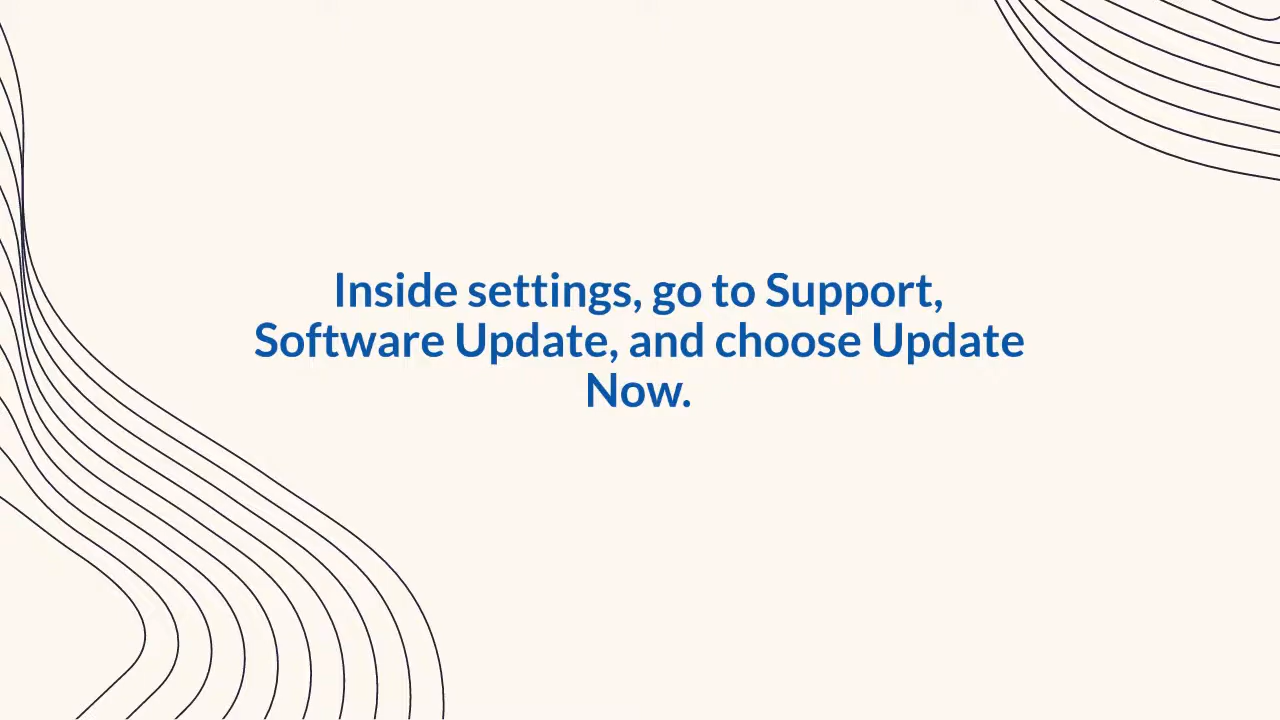 Inside settings, go to Support,
Software Update, and choose Update
Now.